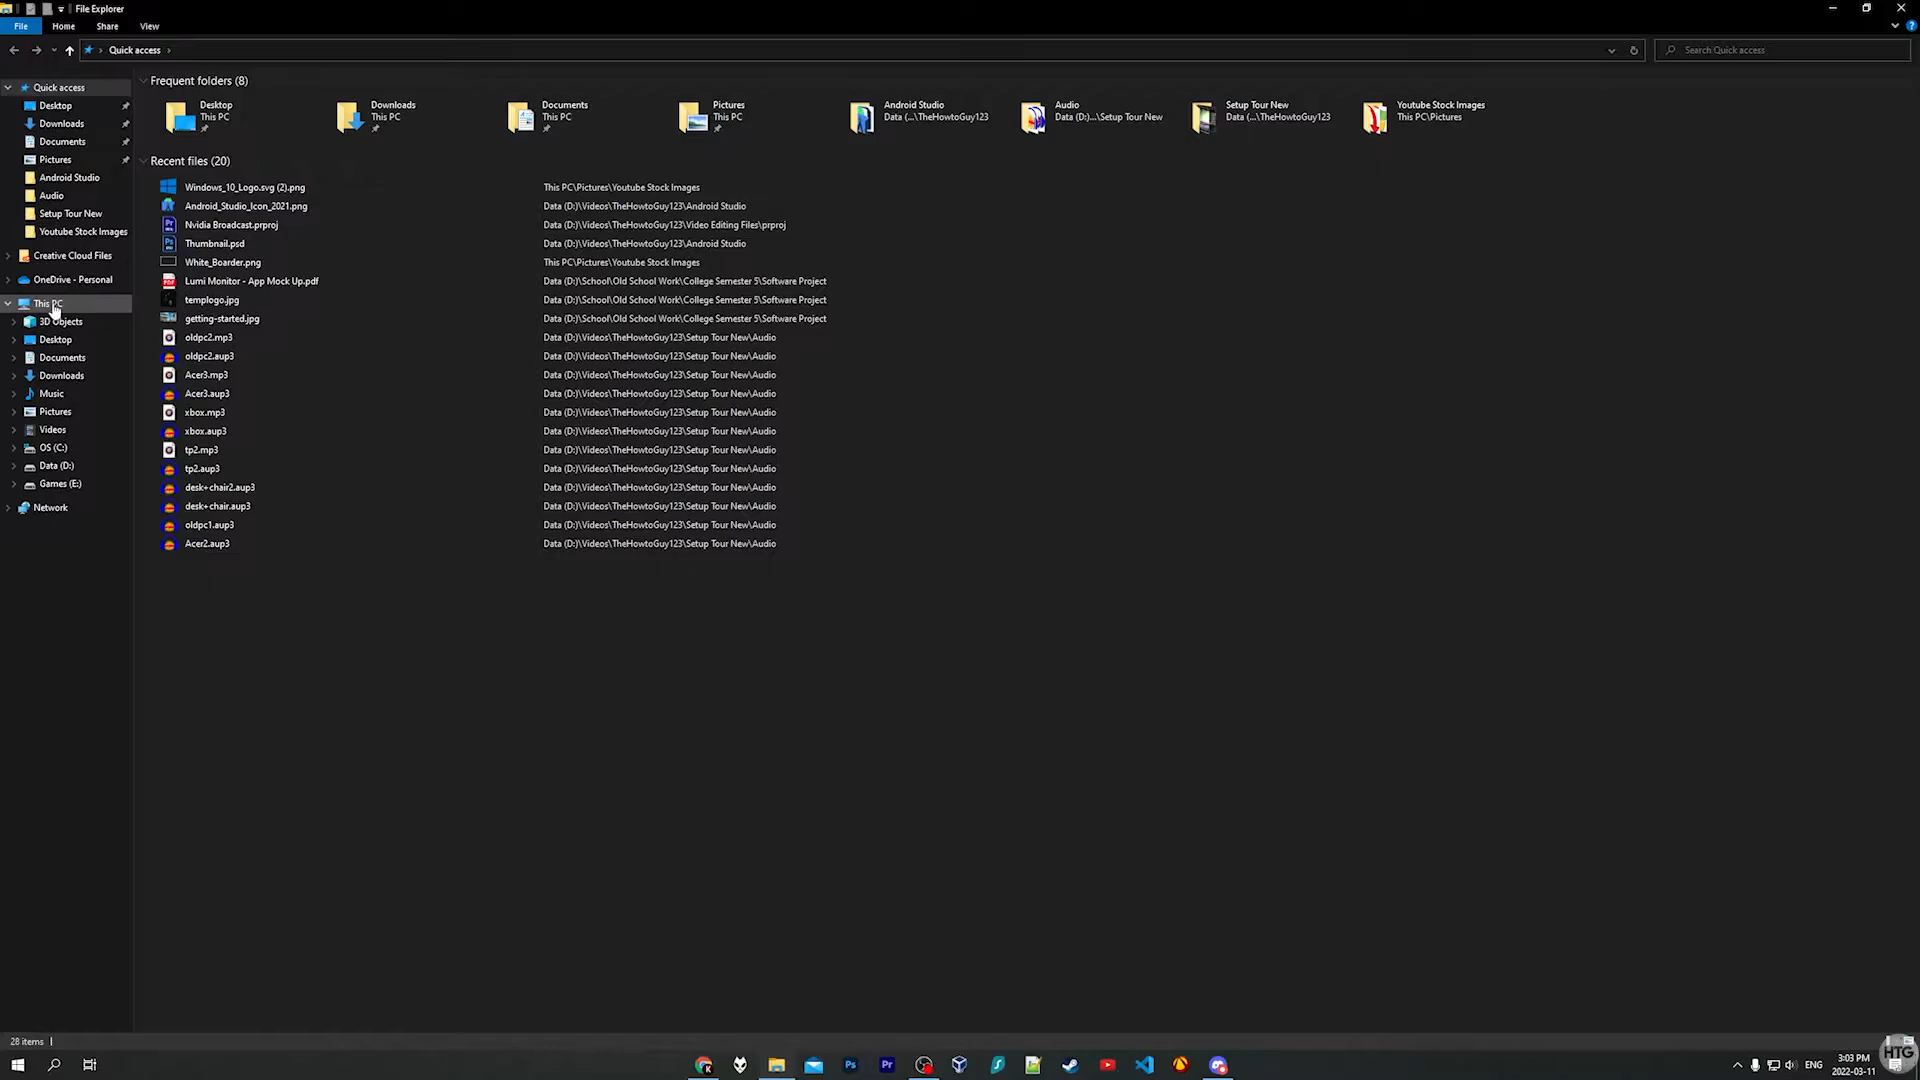 File Explorer
File Home Share View
Quick access
Search Quick access
Quick access
Desktop
Downloads
Documents
Pictures
Android Studio
Audio
Setup Tour New
Youtube Stock Images
Creative Cloud Files
OneDrive - Personal
This PC
3D Objects
Desktop
Documents
Downloads
Music
Pictures
Videos
OS (C:)
Data (D:)
Games (E:)
Network
Frequent folders (8)
Desktop
This PC
Downloads
This PC
Documents
This PC
Pictures
This PC
Android Studio
Data (...\TheHowtoGuy123
Audio
Data (D:)...\Setup Tour New
Setup Tour New
Data (...\TheHowtoGuy123
Youtube Stock Images
This PC\Pictures
Recent files (20)
Windows_10_Logo.svg (2).png This PC\Pictures\Youtube Stock Images
Android_Studio_Icon_2021.png Data (D:)\Videos\TheHowtoGuy123\Android Studio
Nvidia Broadcast.prproj Data (D:)\Videos\TheHowtoGuy123\Video Editing Files\prproj
Thumbnail.psd Data (D:)\Videos\TheHowtoGuy123\Android Studio
White_Boarder.png This PC\Pictures\Youtube Stock Images
Lumi Monitor - App Mock Up.pdf Data (D:)\School\Old School Work\College Semester 5\Software Project
templogo.jpg Data (D:)\School\Old School Work\College Semester 5\Software Project
getting-started.jpg Data (D:)\School\Old School Work\College Semester 5\Software Project
oldpc2.mp3 Data (D:)\Videos\TheHowtoGuy123\Setup Tour New\Audio
oldpc2.aup3 Data (D:)\Videos\TheHowtoGuy123\Setup Tour New\Audio
Acer3.mp3 Data (D:)\Videos\TheHowtoGuy123\Setup Tour New\Audio
Acer3.aup3 Data (D:)\Videos\TheHowtoGuy123\Setup Tour New\Audio
xbox.mp3 Data (D:)\Videos\TheHowtoGuy123\Setup Tour New\Audio
xbox.aup3 Data (D:)\Videos\TheHowtoGuy123\Setup Tour New\Audio
tp2.mp3 Data (D:)\Videos\TheHowtoGuy123\Setup Tour New\Audio
tp2.aup3 Data (D:)\Videos\TheHowtoGuy123\Setup Tour New\Audio
desk+chair2.aup3 Data (D:)\Videos\TheHowtoGuy123\Setup Tour New\Audio
desk+chair.aup3 Data (D:)\Videos\TheHowtoGuy123\Setup Tour New\Audio
oldpc1.aup3 Data (D:)\Videos\TheHowtoGuy123\Setup Tour New\Audio
Acer2.aup3 Data (D:)\Videos\TheHowtoGuy123\Setup Tour New\Audio
28 items
Ps
Pr
ENG
3:03 PM
2022-03-11
HTG